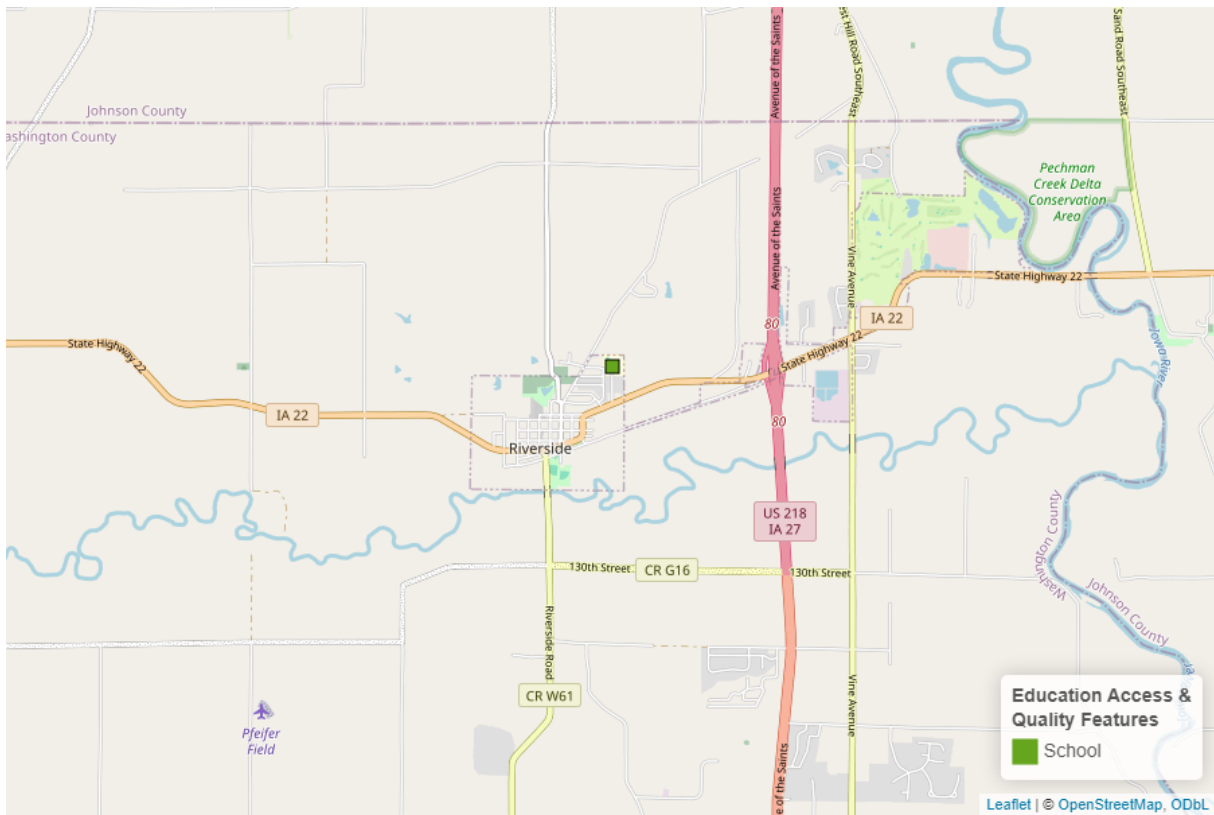 Avenue of the Saints
est Hill Road Southeast
Sand Road Southeast
Johnson County
ashington County
Pechman
Creek Delta
Conservation
Area
Avenue of the Saints
Vine Avenue
State Highway 22
80
IA 22
State Highway 22
State Highway 22
Iowa River
IA 22
80
Riverside
US 218
IA 27
Washington County
130th Street
CR G16
130th Street
Johnson County
Riverside Road
CR W61
Vine Avenue
Pfeifer
Field
e of the Saints
Education Access &
Quality Features
School
Leaflet | © OpenStreetMap, ODbL